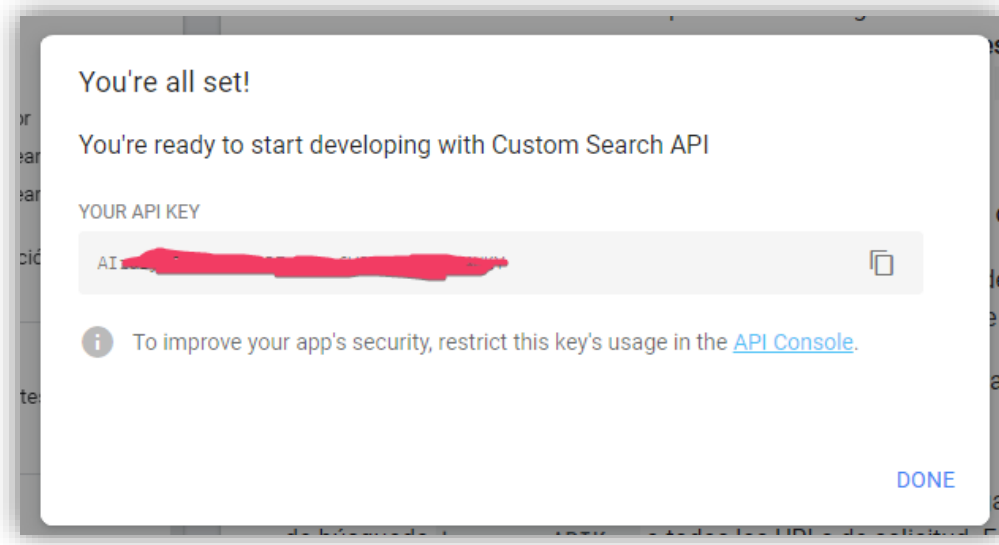 You're all set!
You're ready to start developing with Custom Search API
YOUR API KEY
To improve your app's security, restrict this key's usage in the API Console.
DONE